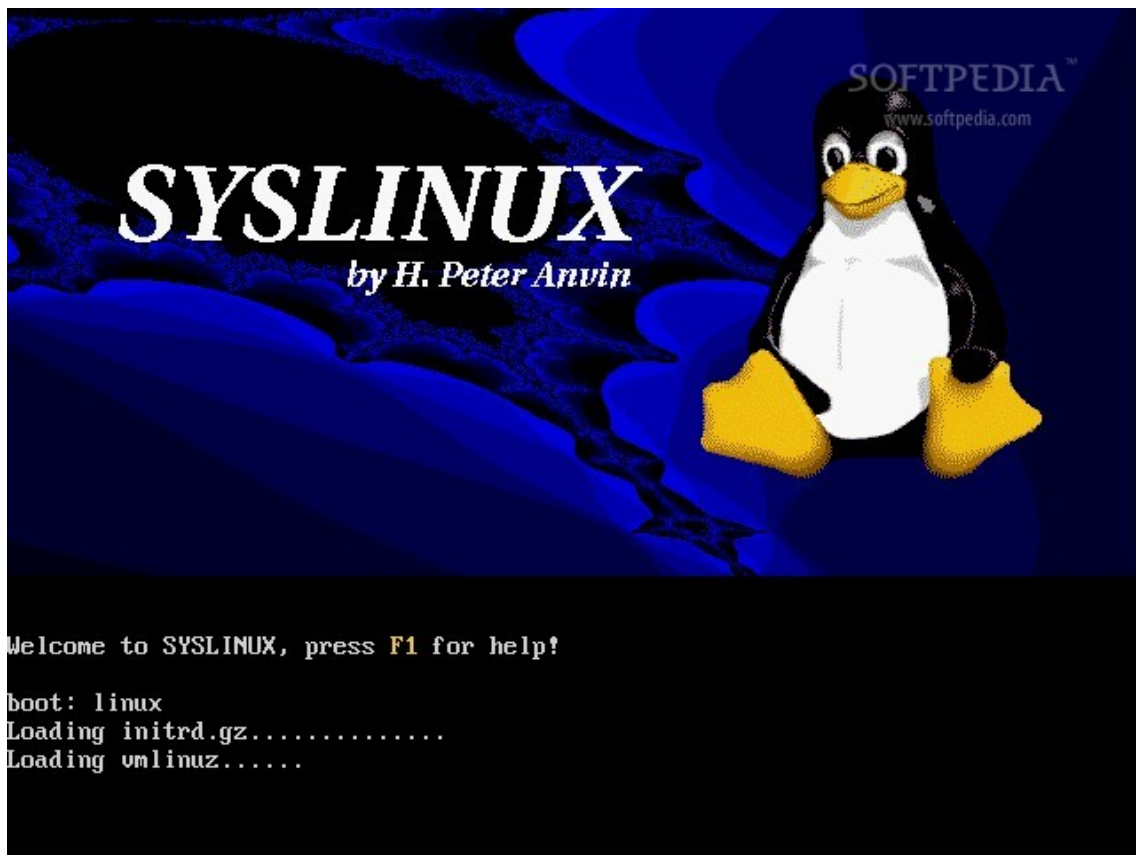 SOFTPEDIA™
www.softpedia.com
SYSLINUX
by H. Peter Anvin
Welcome to SYSLINUX, press F1 for help!
boot: linux
Loading initrd.gz..............
Loading vmlinuz......